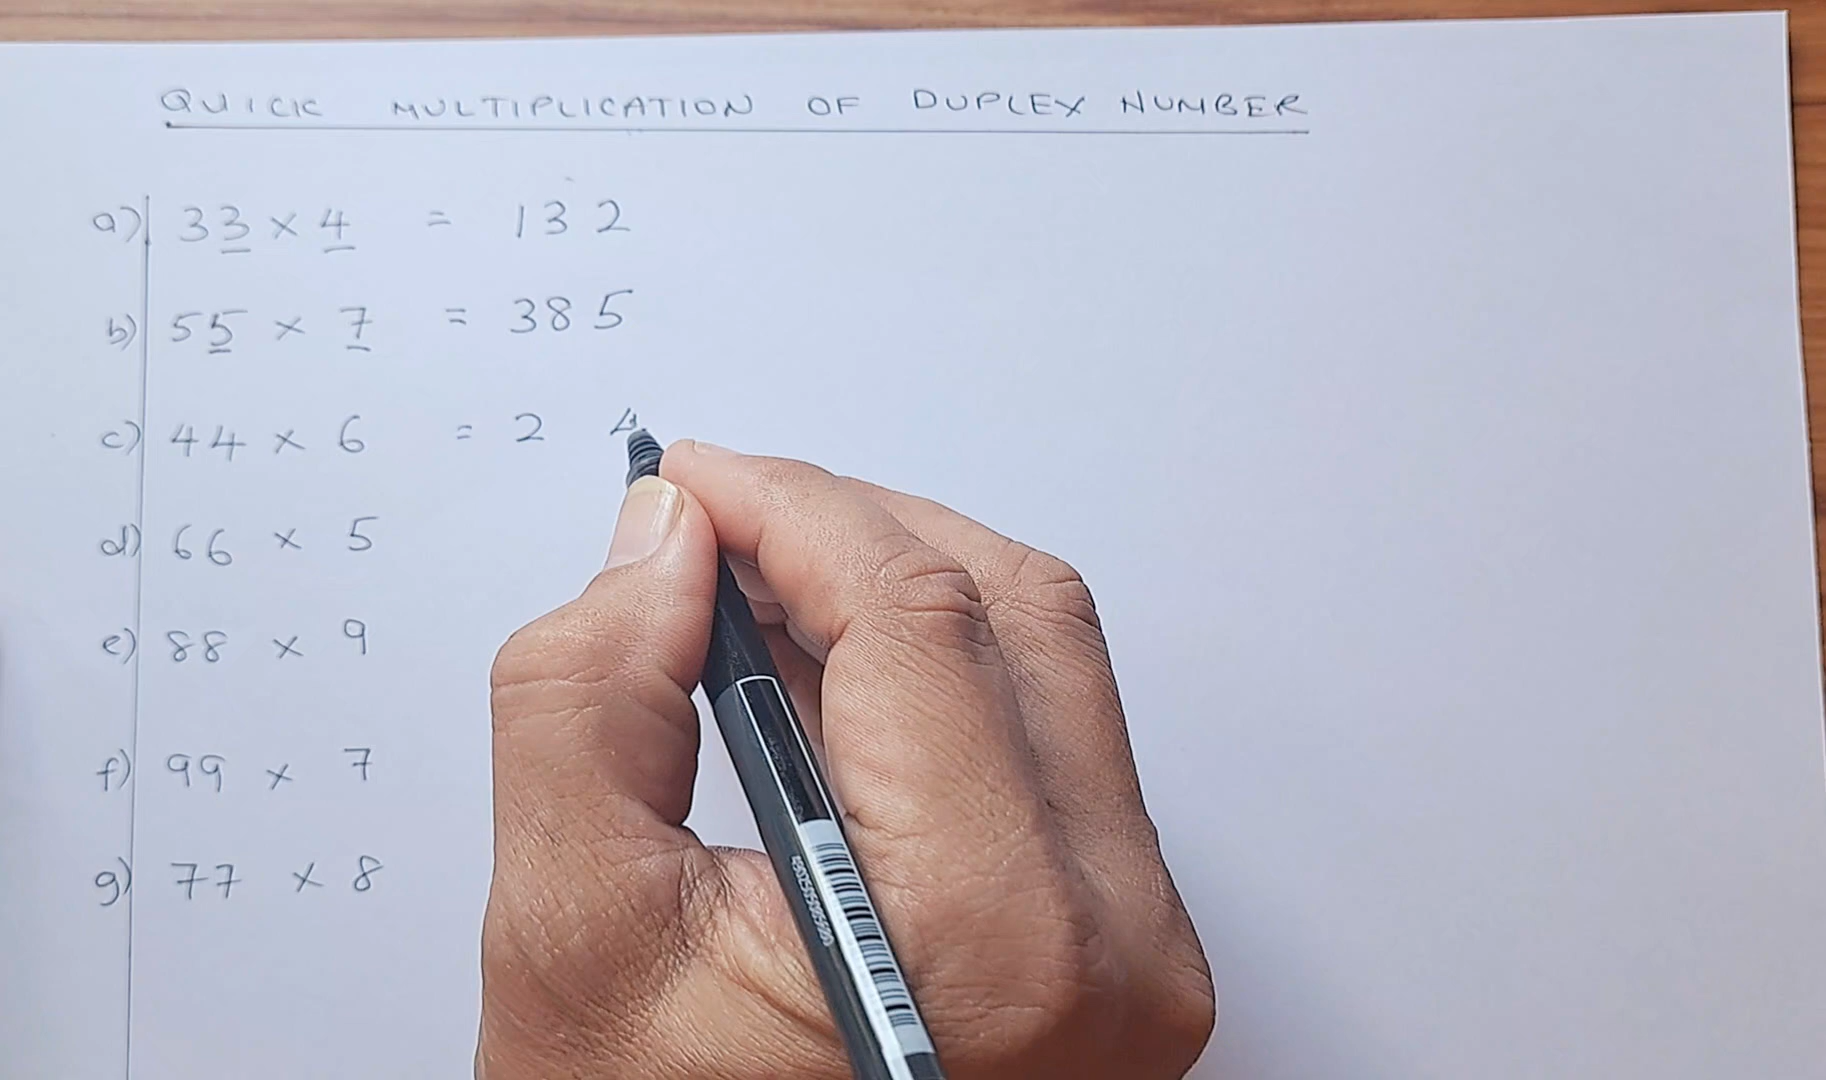 QUICK MULTIPLICATION OF DUPLEX NUMBER
a) 33 × 4 = 132
b) 55 × 7 = 385
c) 44 × 6 = 2 4
d) 66 × 5
e) 88 × 9
f) 99 × 7
g) 77 × 8